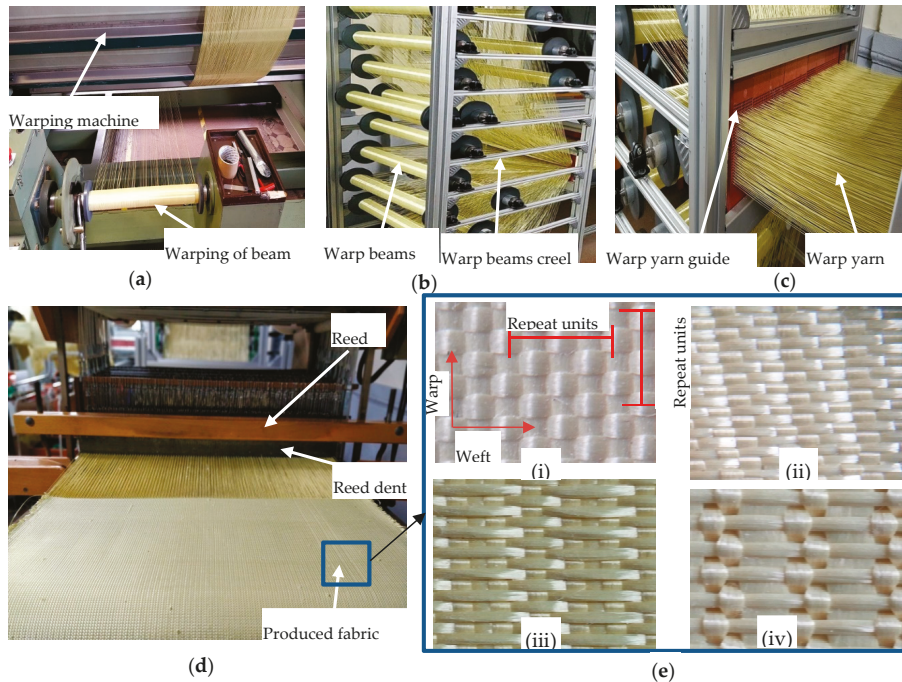 Warping machine
Warping of beam
(a)
Warp beams
Warp beams creel
(b)
Warp yarn guide
Warp yarn
(c)
Reed
Reed dent
Produced fabric
(d)
Repeat units
Warp
Weft
(i)
Repeat units
(ii)
(iii)
(iv)
(e)